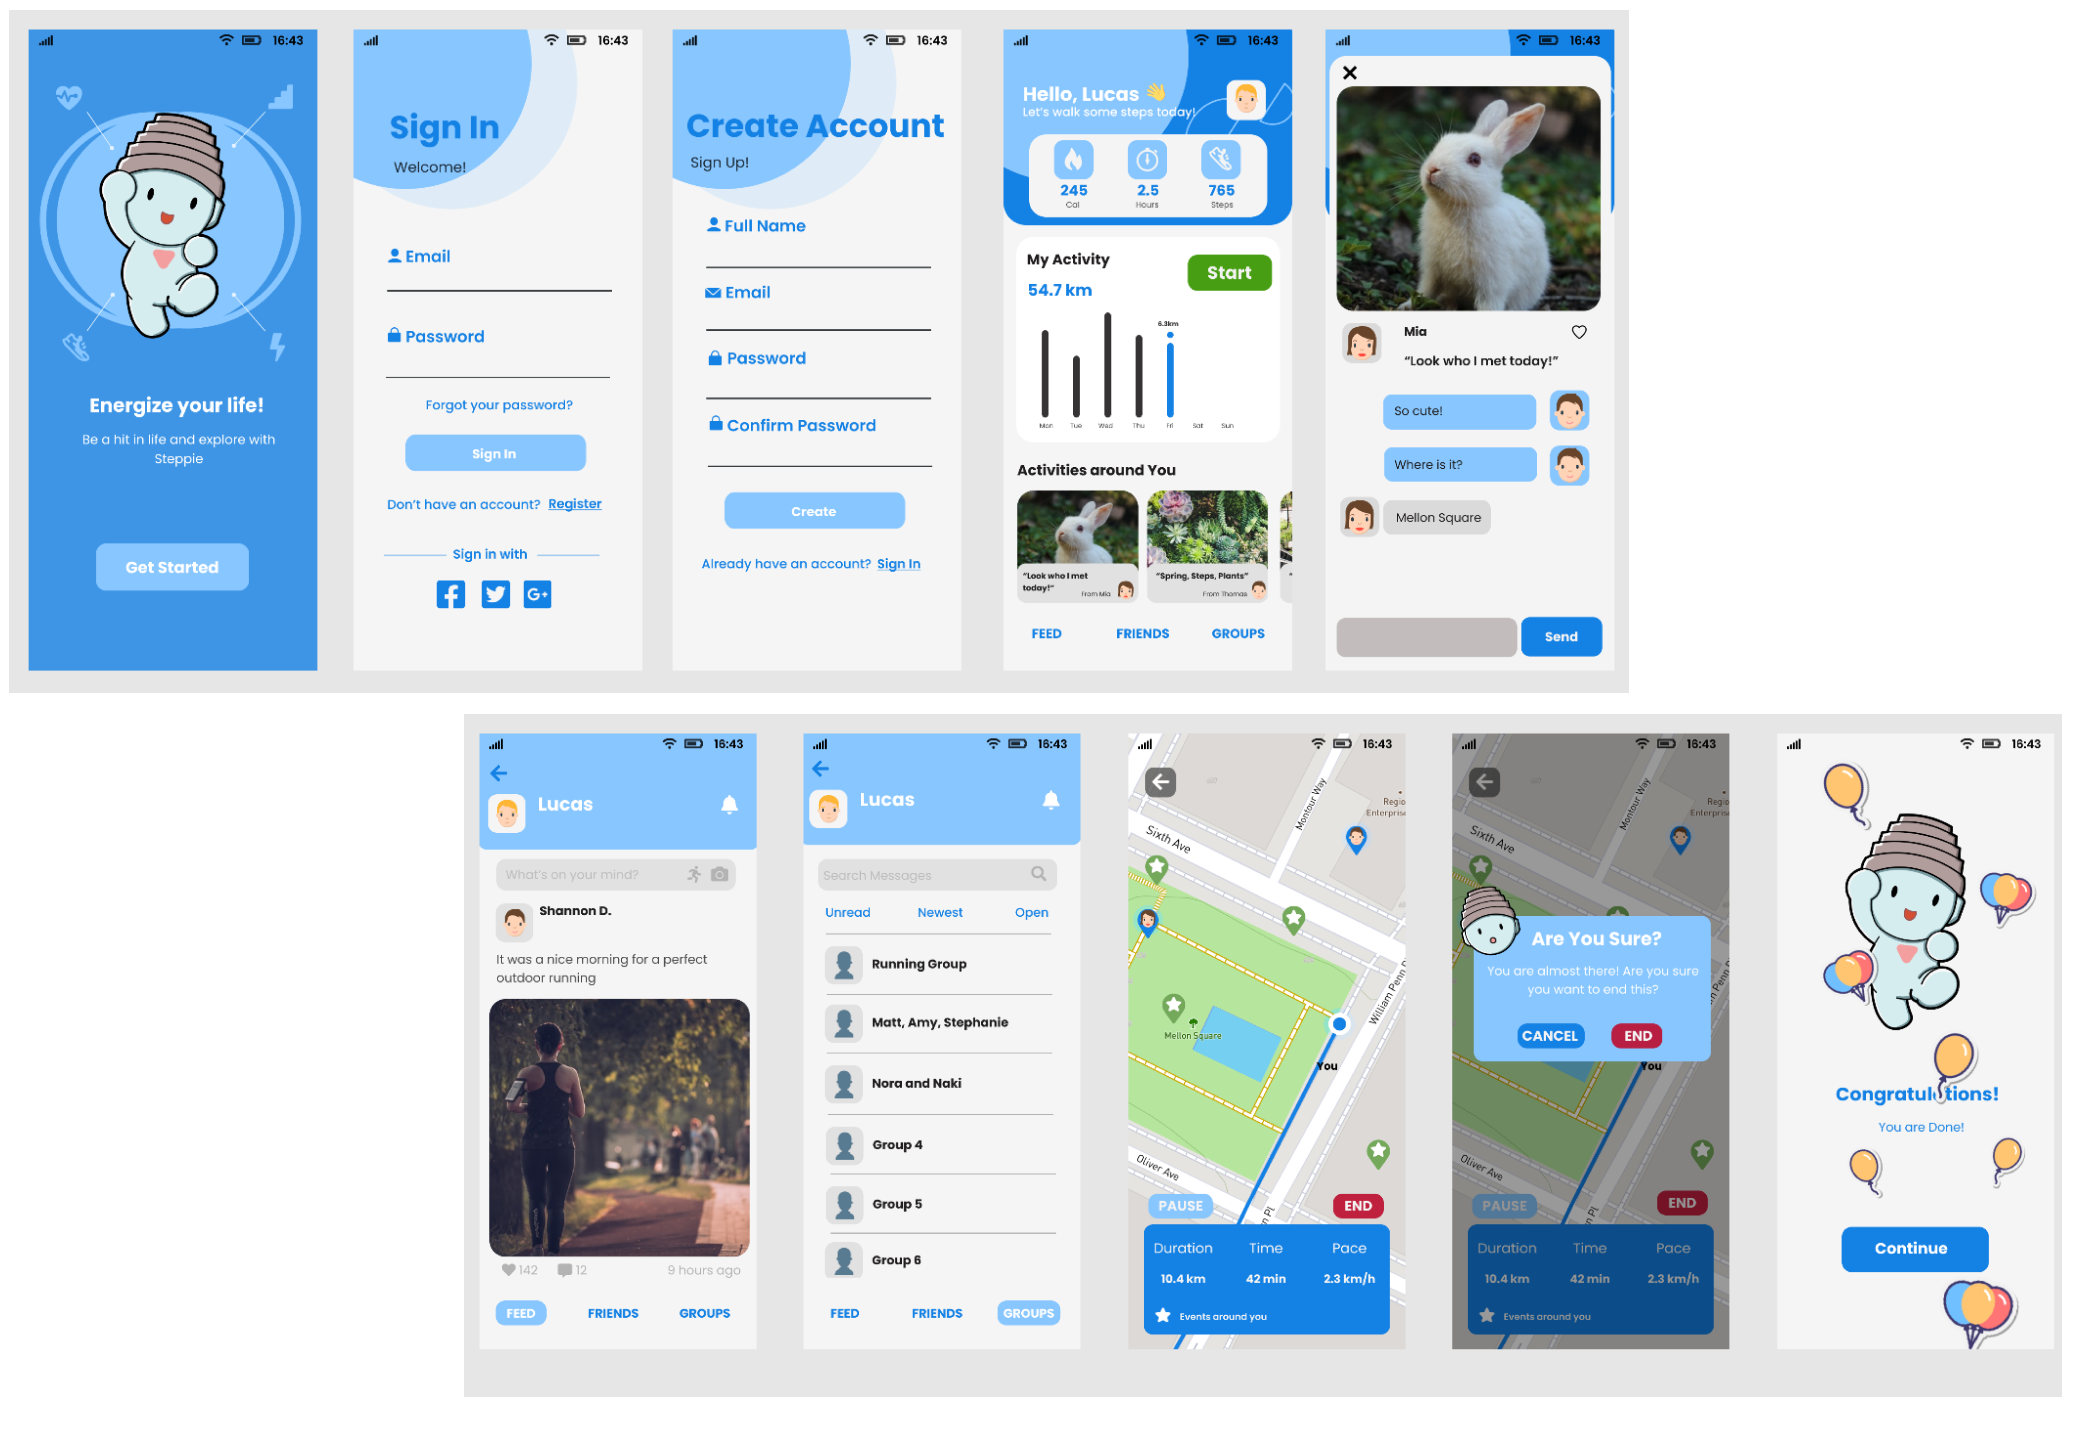 16:43
Energize your life!
Be a hit in life and explore with
Steppie
Get Started
16:43
Sign In
Welcome!
Email
Password
Forgot your password?
Sign In
Don't have an account? Register
Sign in with
G+
16:43
Create Account
Sign Up!
Full Name
Email
Password
Confirm Password
Create
Already have an account? Sign In
16:43
Hello, Lucas
Let's walk some steps today!
245 2.5 765
Cal Hours Steps
My Activity
54.7 km
Start
6.3km
Mon Tue Wed Thu Fri Sat Sun
Activities around You
"Look who I met
today!"
From Mia
"Spring, Steps, Plants"
From Thomas
FEED FRIENDS GROUPS
16:43
Mia
"Look who I met today!"
So cute!
Where is it?
Mellon Square
Send
16:43
Lucas
What's on your mind?
Shannon D.
It was a nice morning for a perfect
outdoor running
142 12 9 hours ago
FEED FRIENDS GROUPS
16:43
Lucas
Search Messages
Unread Newest Open
Running Group
Matt, Amy, Stephanie
Nora and Naki
Group 4
Group 5
Group 6
FEED FRIENDS GROUPS
16:43
Montour Way
Regio
Enterprise
Sixth Ave
William Penn P
Mellon Square
You
Oliver Ave
n Pl
PAUSE END
Duration Time Pace
10.4 km 42 min 2.3 km/h
Events around you
16:43
Montour Way
Regio
Enterprise
Sixth Ave
Are You Sure?
You are almost there! Are you sure
you want to end this?
CANCEL END
m Penn P
You
Oliver Ave
n Pl
PAUSE END
Duration Time Pace
10.4 km 42 min 2.3 km/h
Events around you
16:43
Congratulations!
You are Done!
Continue